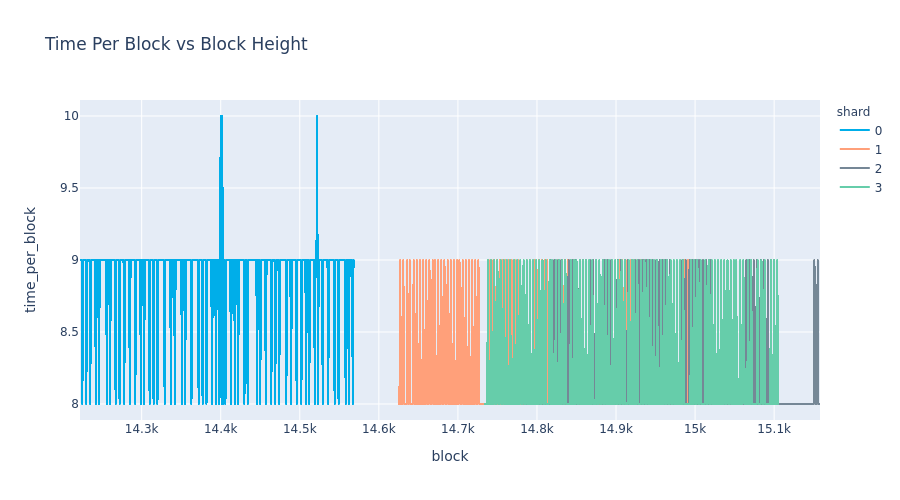 Time Per Block vs Block Height
shard
0
1
2
3
10
9.5
9
8.5
8
time_per_block
14.3k
14.4k
14.5k
14.6k
14.7k
14.8k
14.9k
15k
15.1k
block